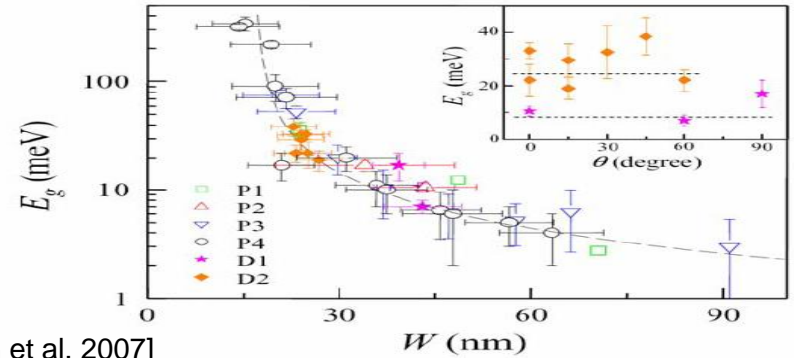 100
10
1
E_g (meV)
0
30
60
90
W (nm)
P1
P2
P3
P4
D1
D2
40
20
0
E_g (meV)
0
30
60
90
θ (degree)
et al. 2007]